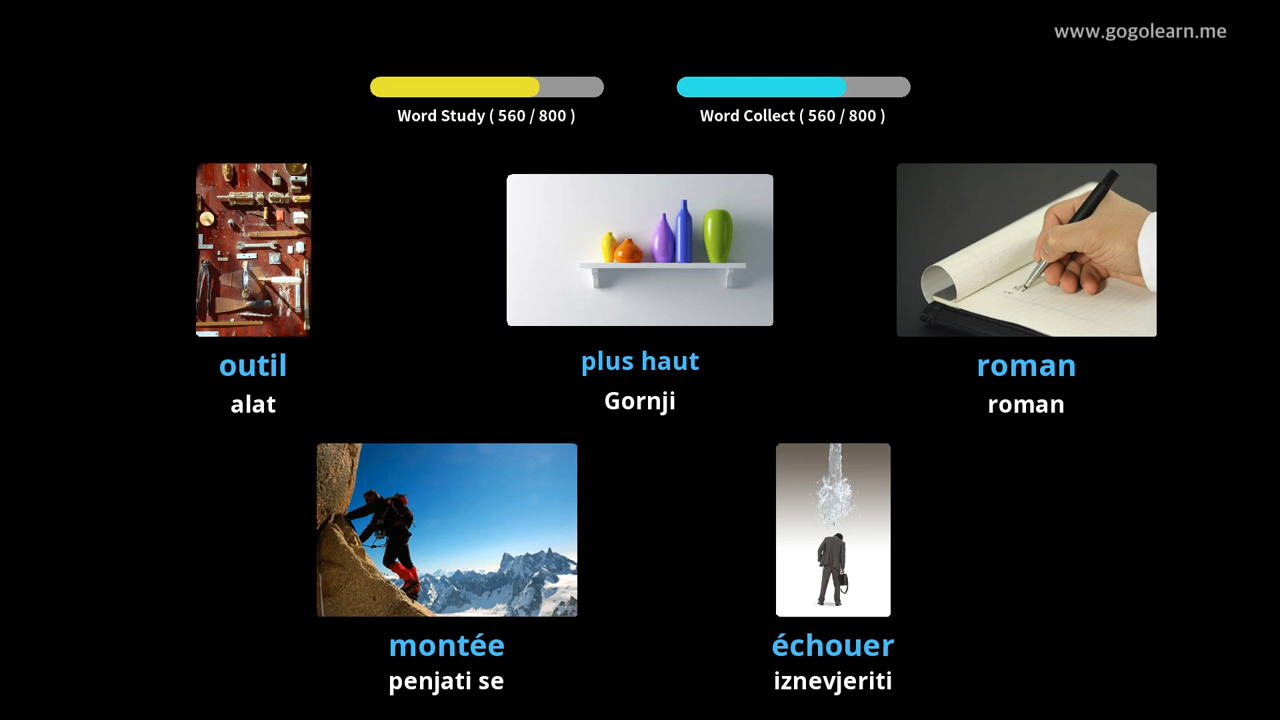 www.gogolearn.me
Word Study ( 560 / 800 )
Word Collect ( 560 / 800 )
outil
alat
plus haut
Gornji
roman
roman
montée
penjati se
échouer
iznevjeriti